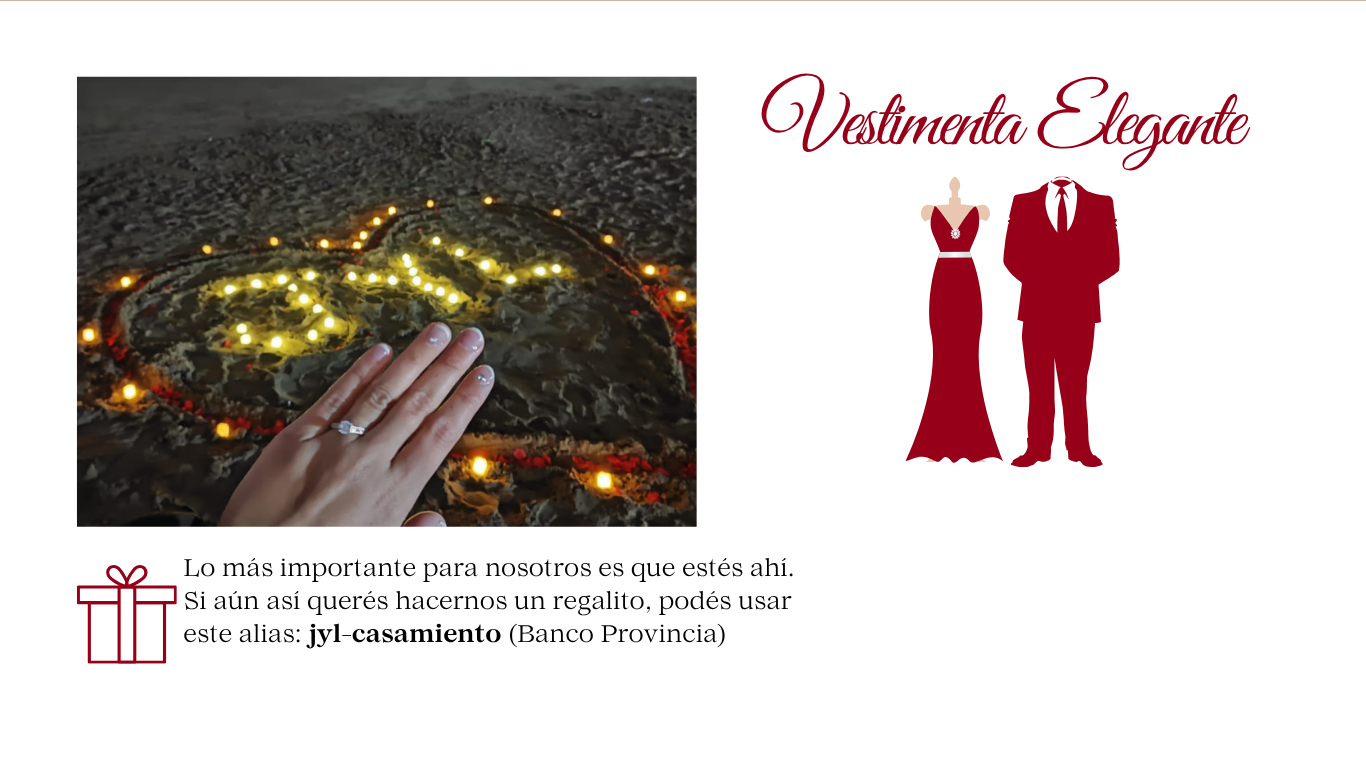 Vestimenta Elegante
Lo más importante para nosotros es que estés ahí.
Si aún así querés hacernos un regalito, podés usar
este alias: jyl-casamiento (Banco Provincia)